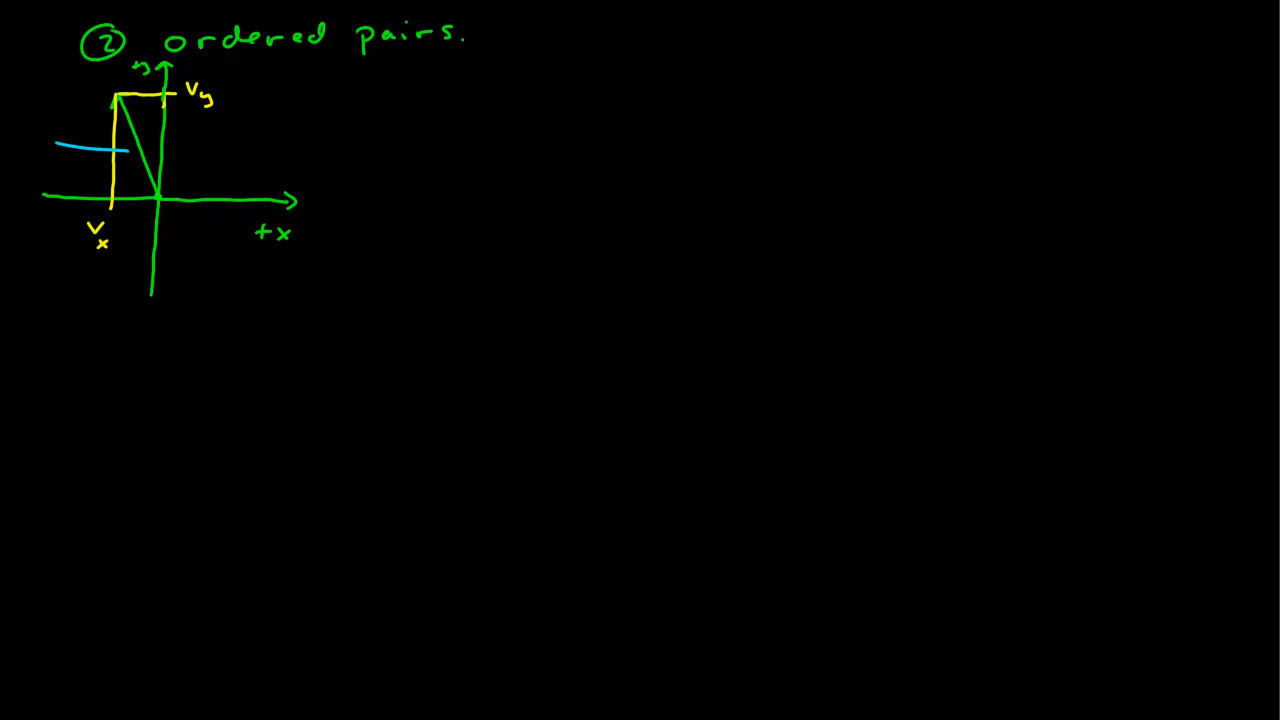 ② ordered pairs.
+y
Vy
Vx
+x